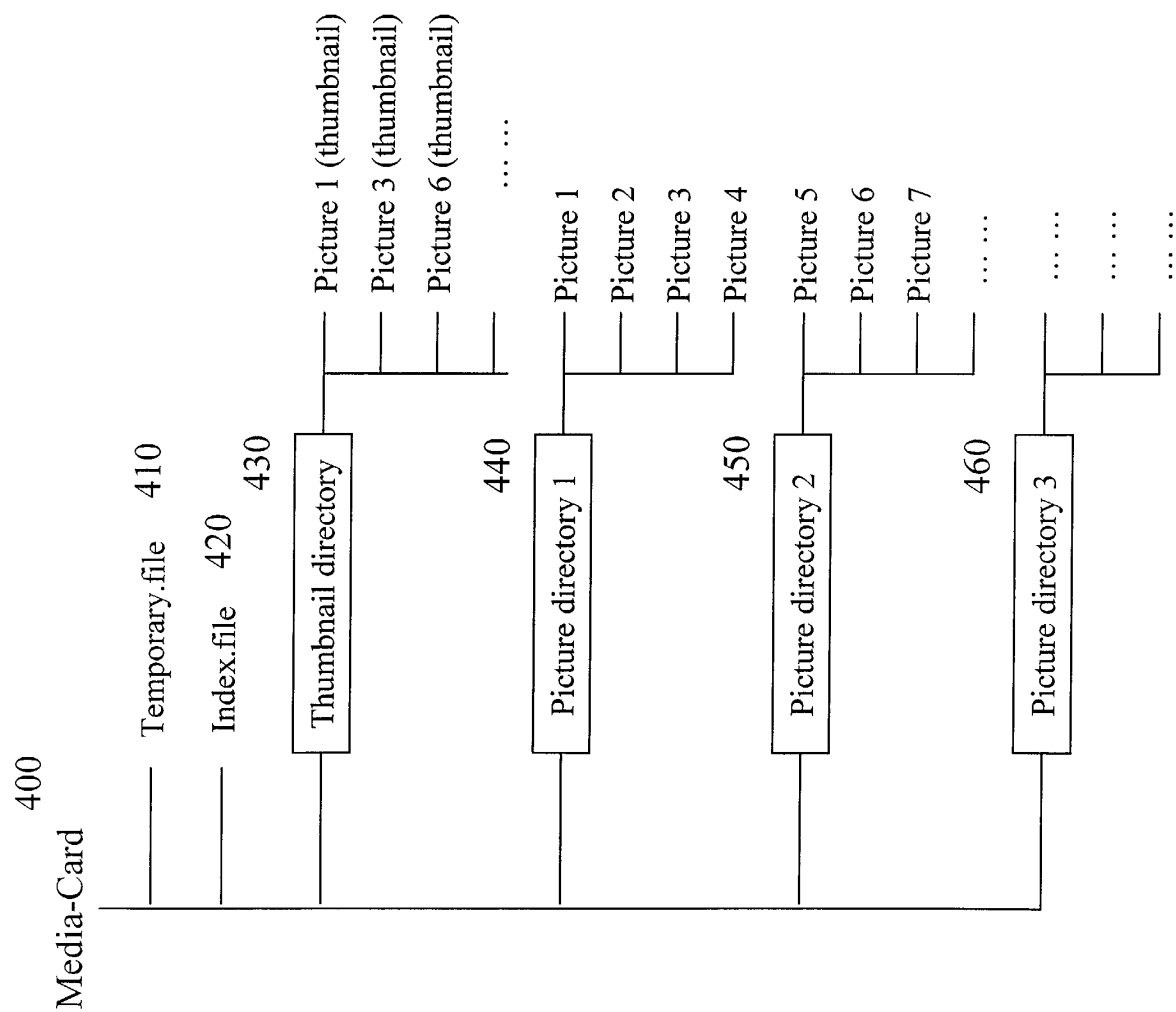 400
Media-Card
Temporary.file 410
Index.file 420
430
Thumbnail directory
Picture 1 (thumbnail)
Picture 3 (thumbnail)
Picture 6 (thumbnail)
... ...
440
Picture directory 1
Picture 1
Picture 2
Picture 3
Picture 4
450
Picture directory 2
Picture 5
Picture 6
Picture 7
... ...
460
Picture directory 3
... ...
... ...
... ...